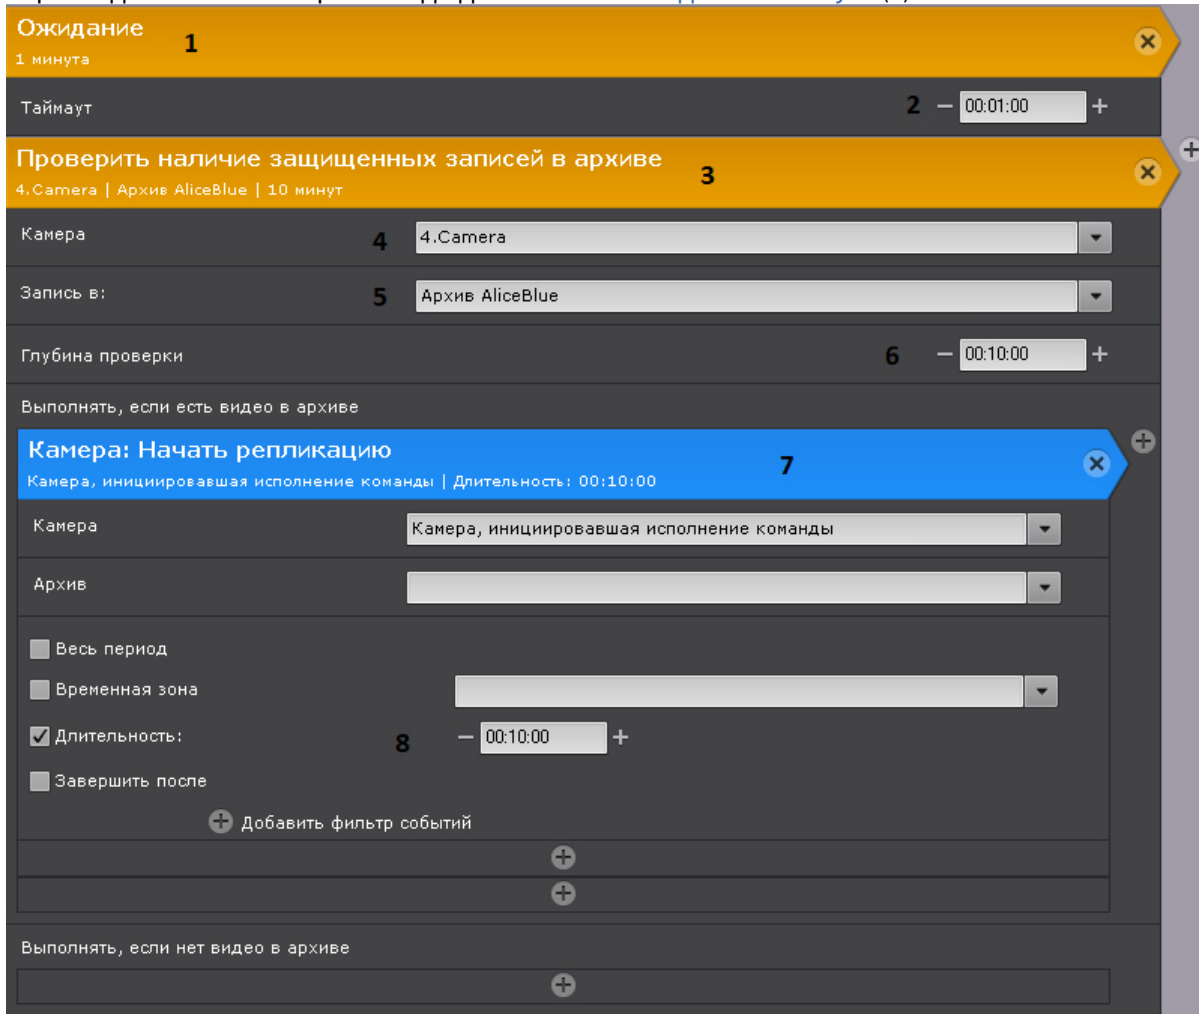 Ожидание 1
1 минута
Таймаут 2 — 00:01:00 +
Проверить наличие защищенных записей в архиве 3
4.Camera | Архив AliceBlue | 10 минут
Камера 4 4.Camera
Запись в: 5 Архив AliceBlue
Глубина проверки 6 — 00:10:00 +
Выполнять, если есть видео в архиве
Камера: Начать репликацию 7
Камера, инициировавшая исполнение команды | Длительность: 00:10:00
Камера Камера, инициировавшая исполнение команды
Архив
Весь период
Временная зона
Длительность: 8 — 00:10:00 +
Завершить после
Добавить фильтр событий
Выполнять, если нет видео в архиве